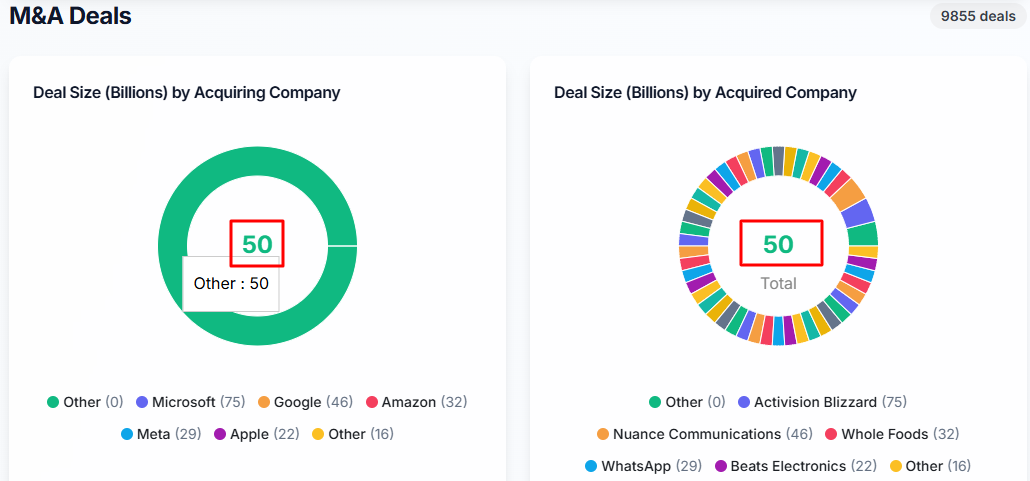 M&A Deals
9855 deals
Deal Size (Billions) by Acquiring Company
50
Other : 50
Other (0) Microsoft (75) Google (46) Amazon (32)
Meta (29) Apple (22) Other (16)
Deal Size (Billions) by Acquired Company
50
Total
Other (0) Activision Blizzard (75)
Nuance Communications (46) Whole Foods (32)
WhatsApp (29) Beats Electronics (22) Other (16)